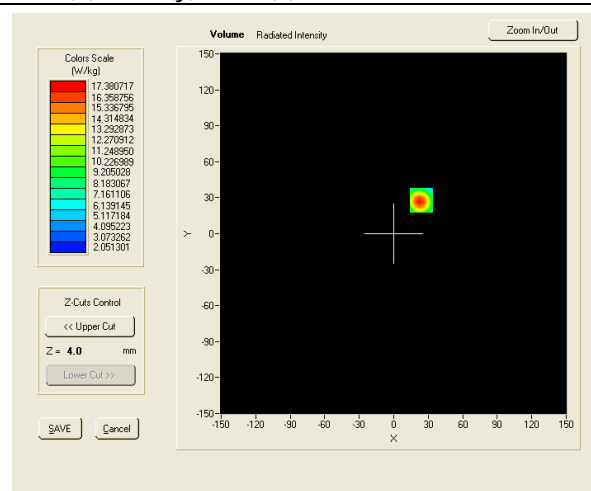 Volume Radiated Intensity
Zoom In/Out
Colors Scale
(W/kg)
17.380717
16.358756
15.336795
14.314834
13.292873
12.270912
11.248950
10.226989
9.205028
8.183067
7.161106
6.139145
5.117184
4.095223
3.073262
2.051301
Z-Cuts Control
<< Upper Cut
Z = 4.0 mm
Lower Cut >>
SAVE
Cancel
150
120
90
60
30
0
-30
-60
-90
-120
-150
Y
-150 -120 -90 -60 -30 0 30 60 90 120 150
X